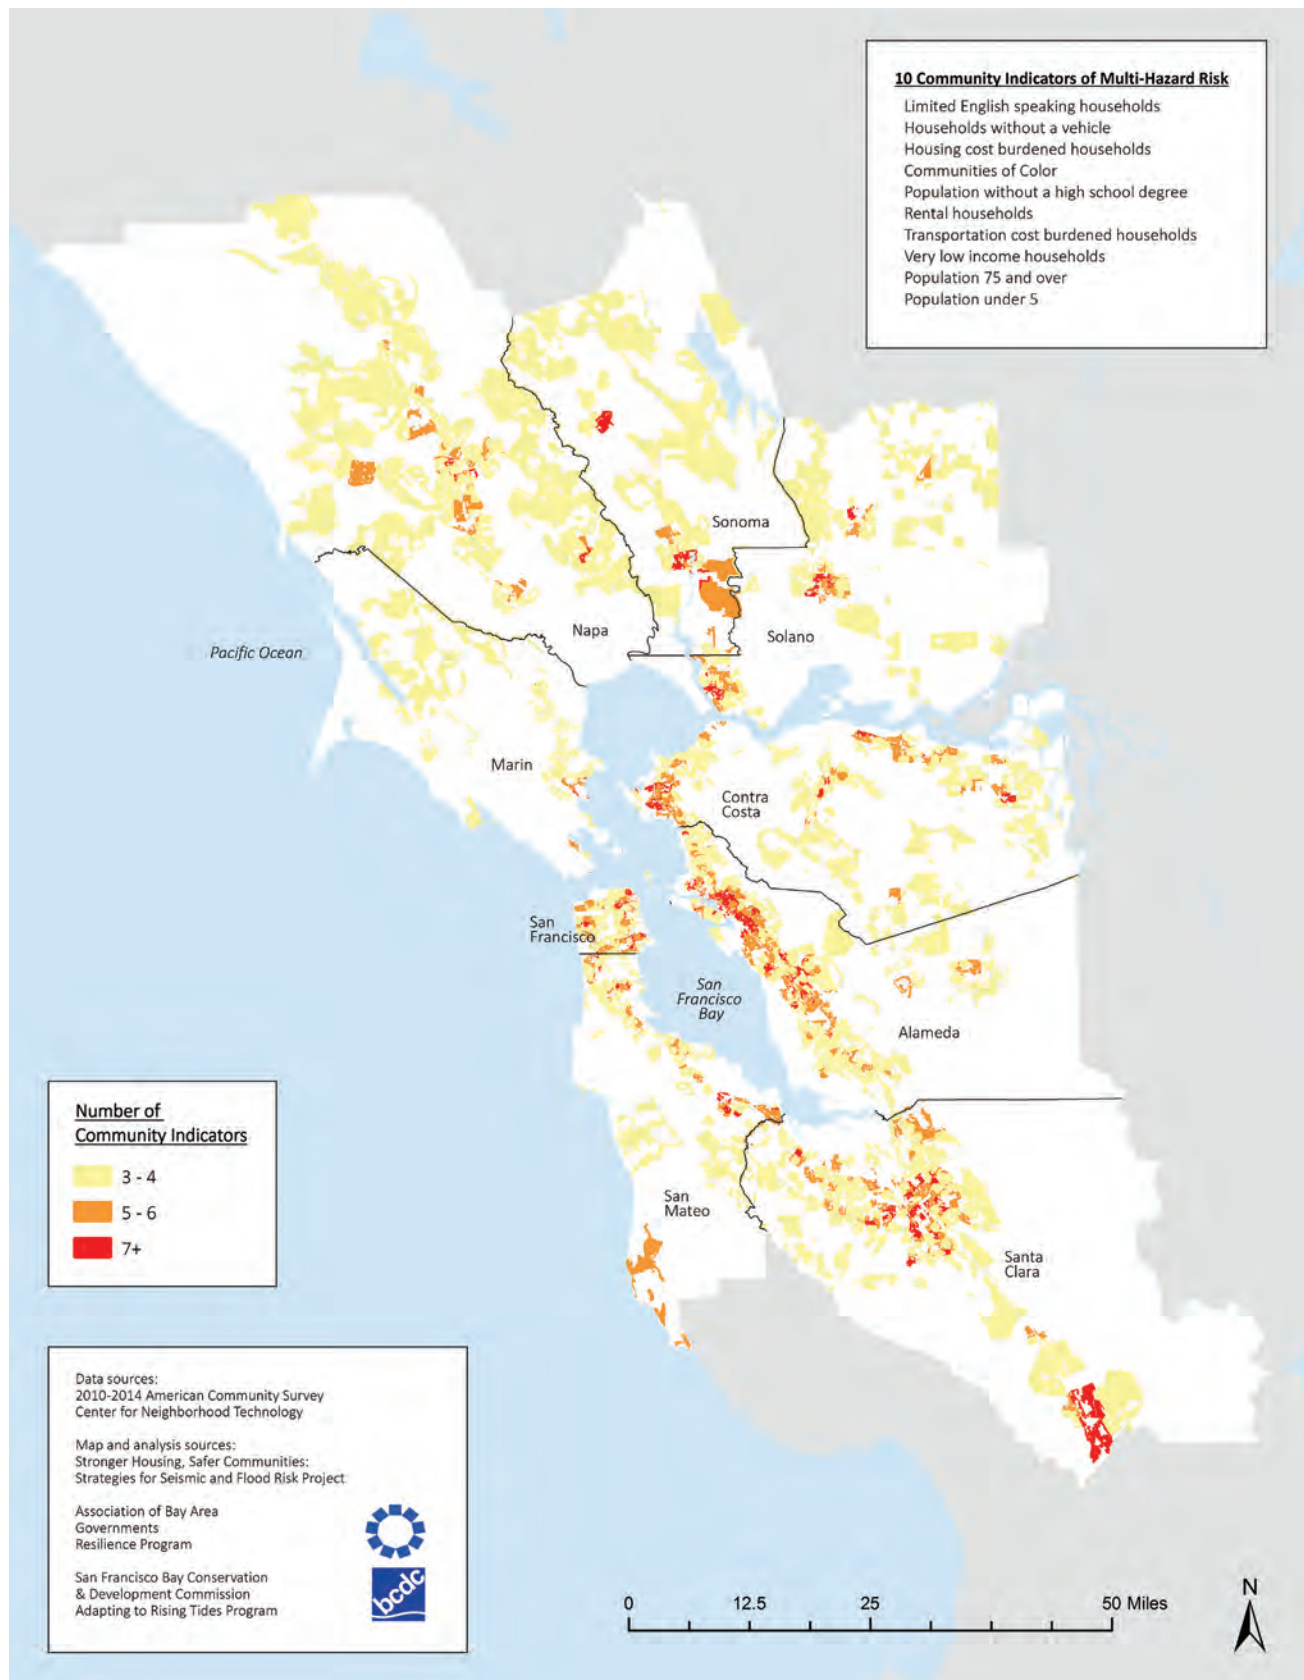 10 Community Indicators of Multi-Hazard Risk
Limited English speaking households
Households without a vehicle
Housing cost burdened households
Communities of Color
Population without a high school degree
Rental households
Transportation cost burdened households
Very low income households
Population 75 and over
Population under 5
Sonoma
Napa
Solano
Pacific Ocean
Marin
Contra
Costa
San
Francisco
San
Francisco
Bay
Alameda
San
Mateo
Santa
Clara
Number of
Community Indicators
3 - 4
5 - 6
7+
Data sources:
2010-2014 American Community Survey
Center for Neighborhood Technology
Map and analysis sources:
Stronger Housing, Safer Communities:
Strategies for Seismic and Flood Risk Project
Association of Bay Area
Governments
Resilience Program
San Francisco Bay Conservation
& Development Commission
Adapting to Rising Tides Program
bcdc
0 12.5 25 50 Miles
N